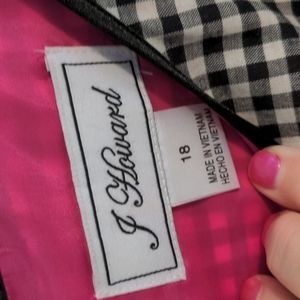 J Howard
18
MADE IN VIETNAM
HECHO EN VIETNAM